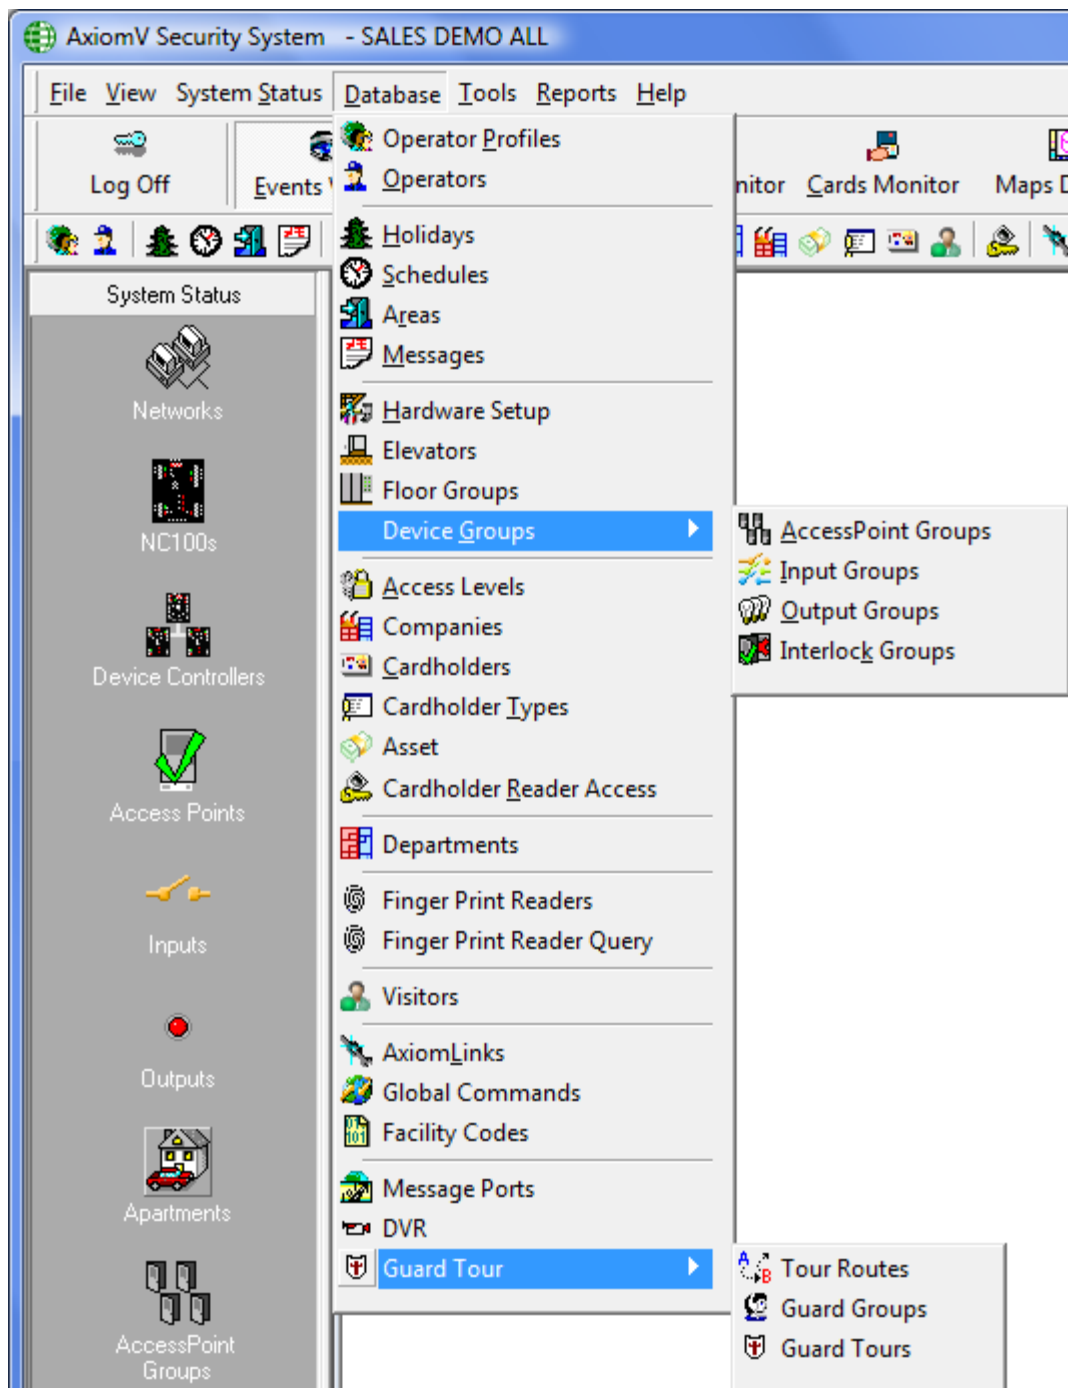 AxiomV Security System - SALES DEMO ALL
File View System Status Database Tools Reports Help
Log Off
Events
Cards Monitor
Maps
System Status
Networks
NC100s
Device Controllers
Access Points
Inputs
Outputs
Apartments
AccessPoint
Groups
Operator Profiles
Operators
Holidays
Schedules
Areas
Messages
Hardware Setup
Elevators
Floor Groups
Device Groups
Access Levels
Companies
Cardholders
Cardholder Types
Asset
Cardholder Reader Access
Departments
Finger Print Readers
Finger Print Reader Query
Visitors
AxiomLinks
Global Commands
Facility Codes
Message Ports
DVR
Guard Tour
AccessPoint Groups
Input Groups
Output Groups
Interlock Groups
Tour Routes
Guard Groups
Guard Tours